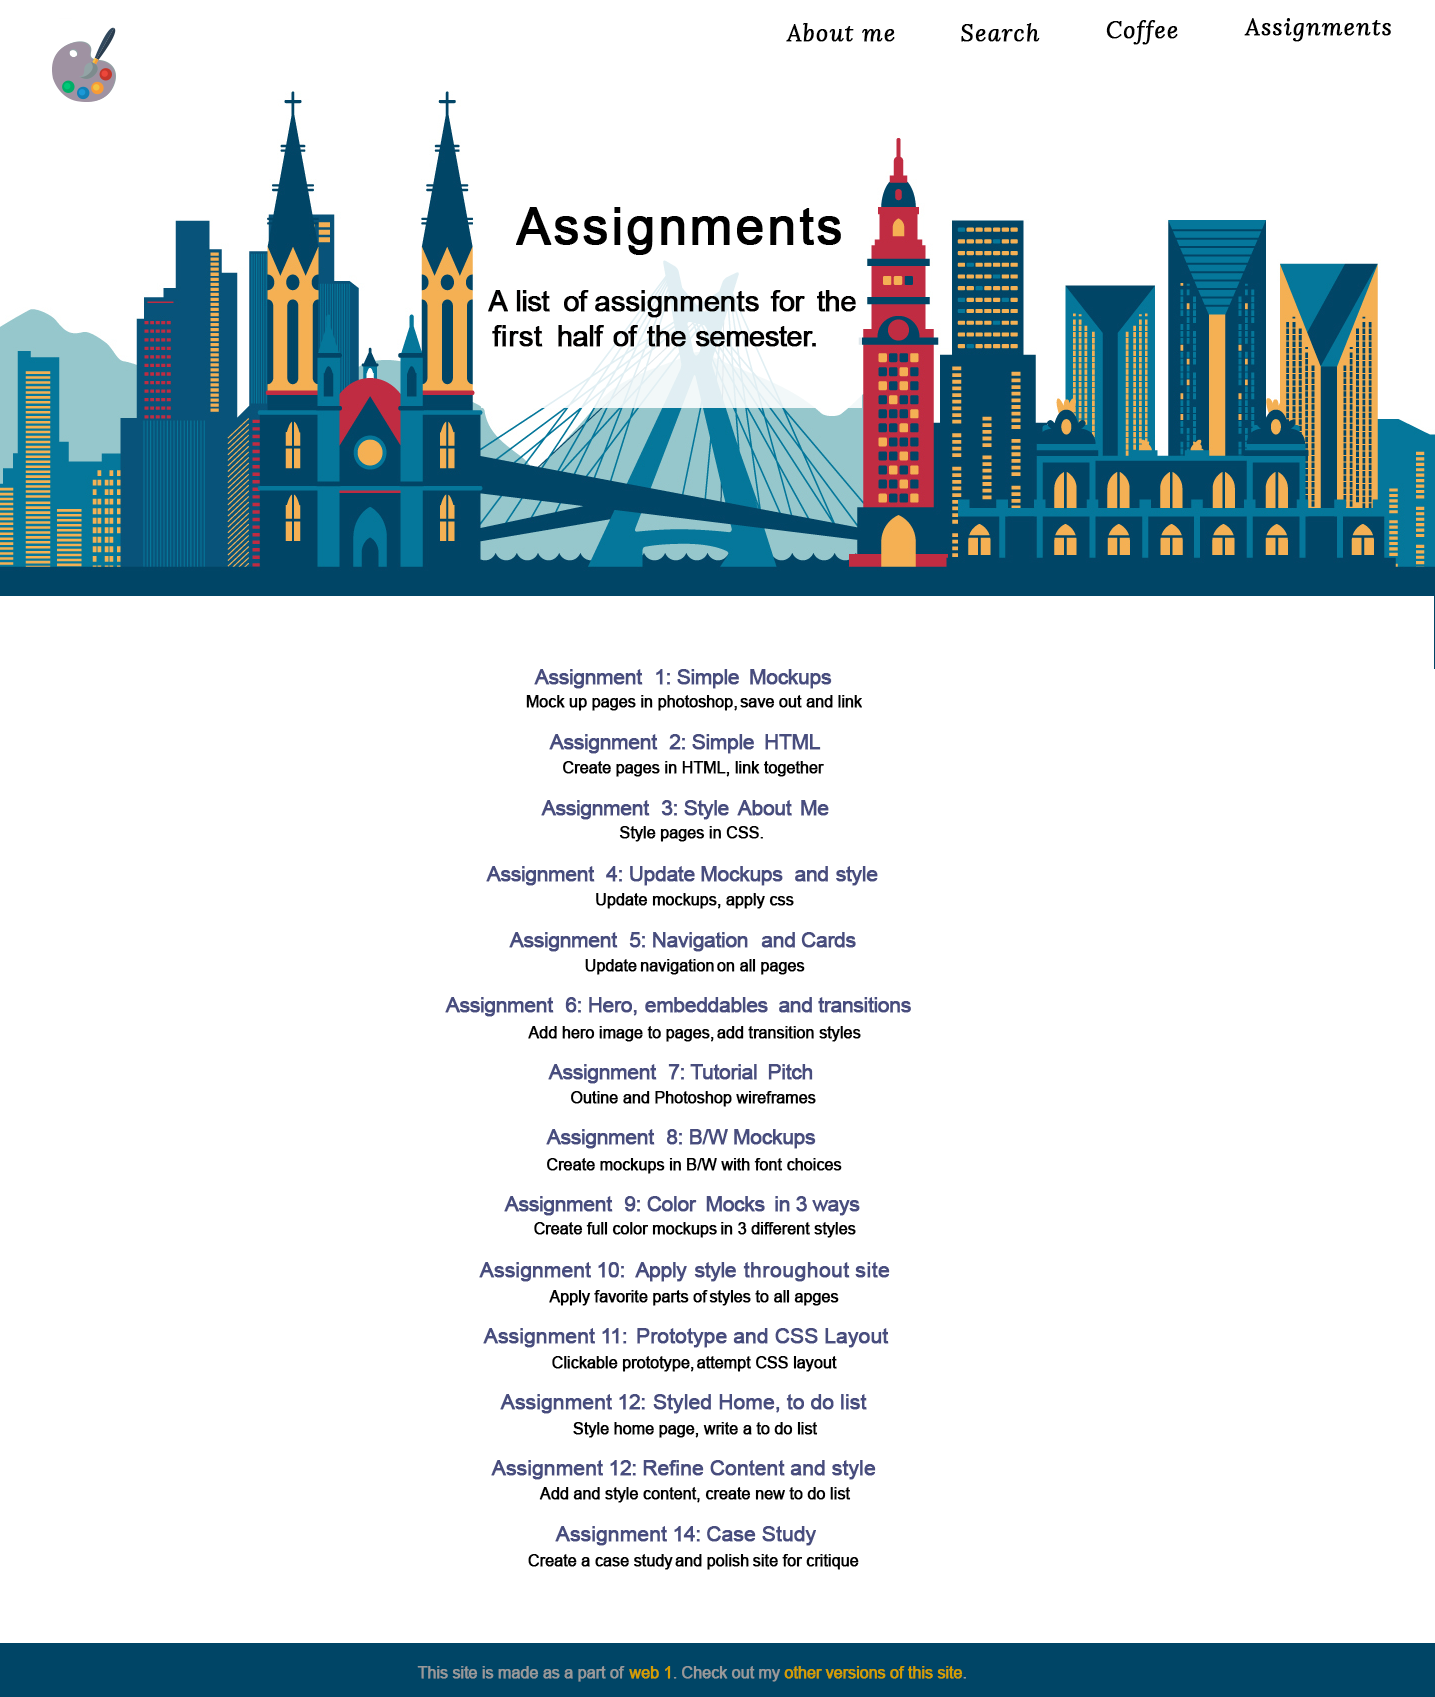 About me Search Coffee Assignments
Assignments
A list of assignments for the
first half of the semester.
Assignment 1: Simple Mockups
Mock up pages in photoshop, save out and link
Assignment 2: Simple HTML
Create pages in HTML, link together
Assignment 3: Style About Me
Style pages in CSS.
Assignment 4: Update Mockups and style
Update mockups, apply css
Assignment 5: Navigation and Cards
Update navigation on all pages
Assignment 6: Hero, embeddables and transitions
Add hero image to pages, add transition styles
Assignment 7: Tutorial Pitch
Outine and Photoshop wireframes
Assignment 8: B/W Mockups
Create mockups in B/W with font choices
Assignment 9: Color Mocks in 3 ways
Create full color mockups in 3 different styles
Assignment 10: Apply style throughout site
Apply favorite parts of styles to all apges
Assignment 11: Prototype and CSS Layout
Clickable prototype, attempt CSS layout
Assignment 12: Styled Home, to do list
Style home page, write a to do list
Assignment 12: Refine Content and style
Add and style content, create new to do list
Assignment 14: Case Study
Create a case study and polish site for critique
This site is made as a part of web 1. Check out my other versions of this site.